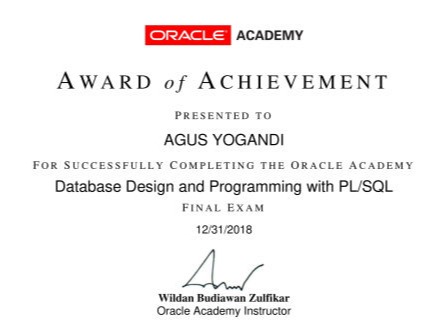 ORACLE ACADEMY
AWARD of ACHIEVEMENT
PRESENTED TO
AGUS YOGANDI
FOR SUCCESSFULLY COMPLETING THE ORACLE ACADEMY
Database Design and Programming with PL/SQL
FINAL EXAM
12/31/2018
Wildan Budiawan Zulfikar
Oracle Academy Instructor